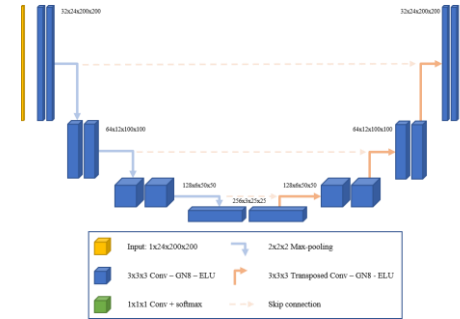 32x24x200x200
32x24x200x200
64x12x100x100
64x12x100x100
128x6x50x50
128x6x50x50
256x3x25x25
Input: 1x24x200x200
2x2x2 Max-pooling
3x3x3 Conv – GN8 – ELU
3x3x3 Transposed Conv – GN8 - ELU
1x1x1 Conv + softmax
Skip connection